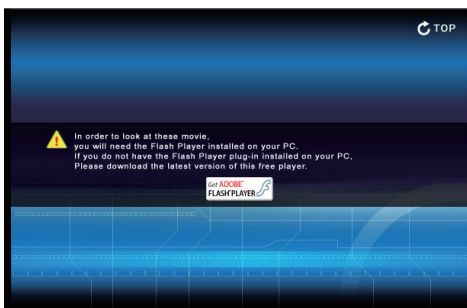 TOP
In order to look at these movie,
you will need the Flash Player installed on your PC.
If you do not have the Flash Player plug-in installed on your PC,
Please download the latest version of this free player.
Get ADOBE®
FLASH® PLAYER